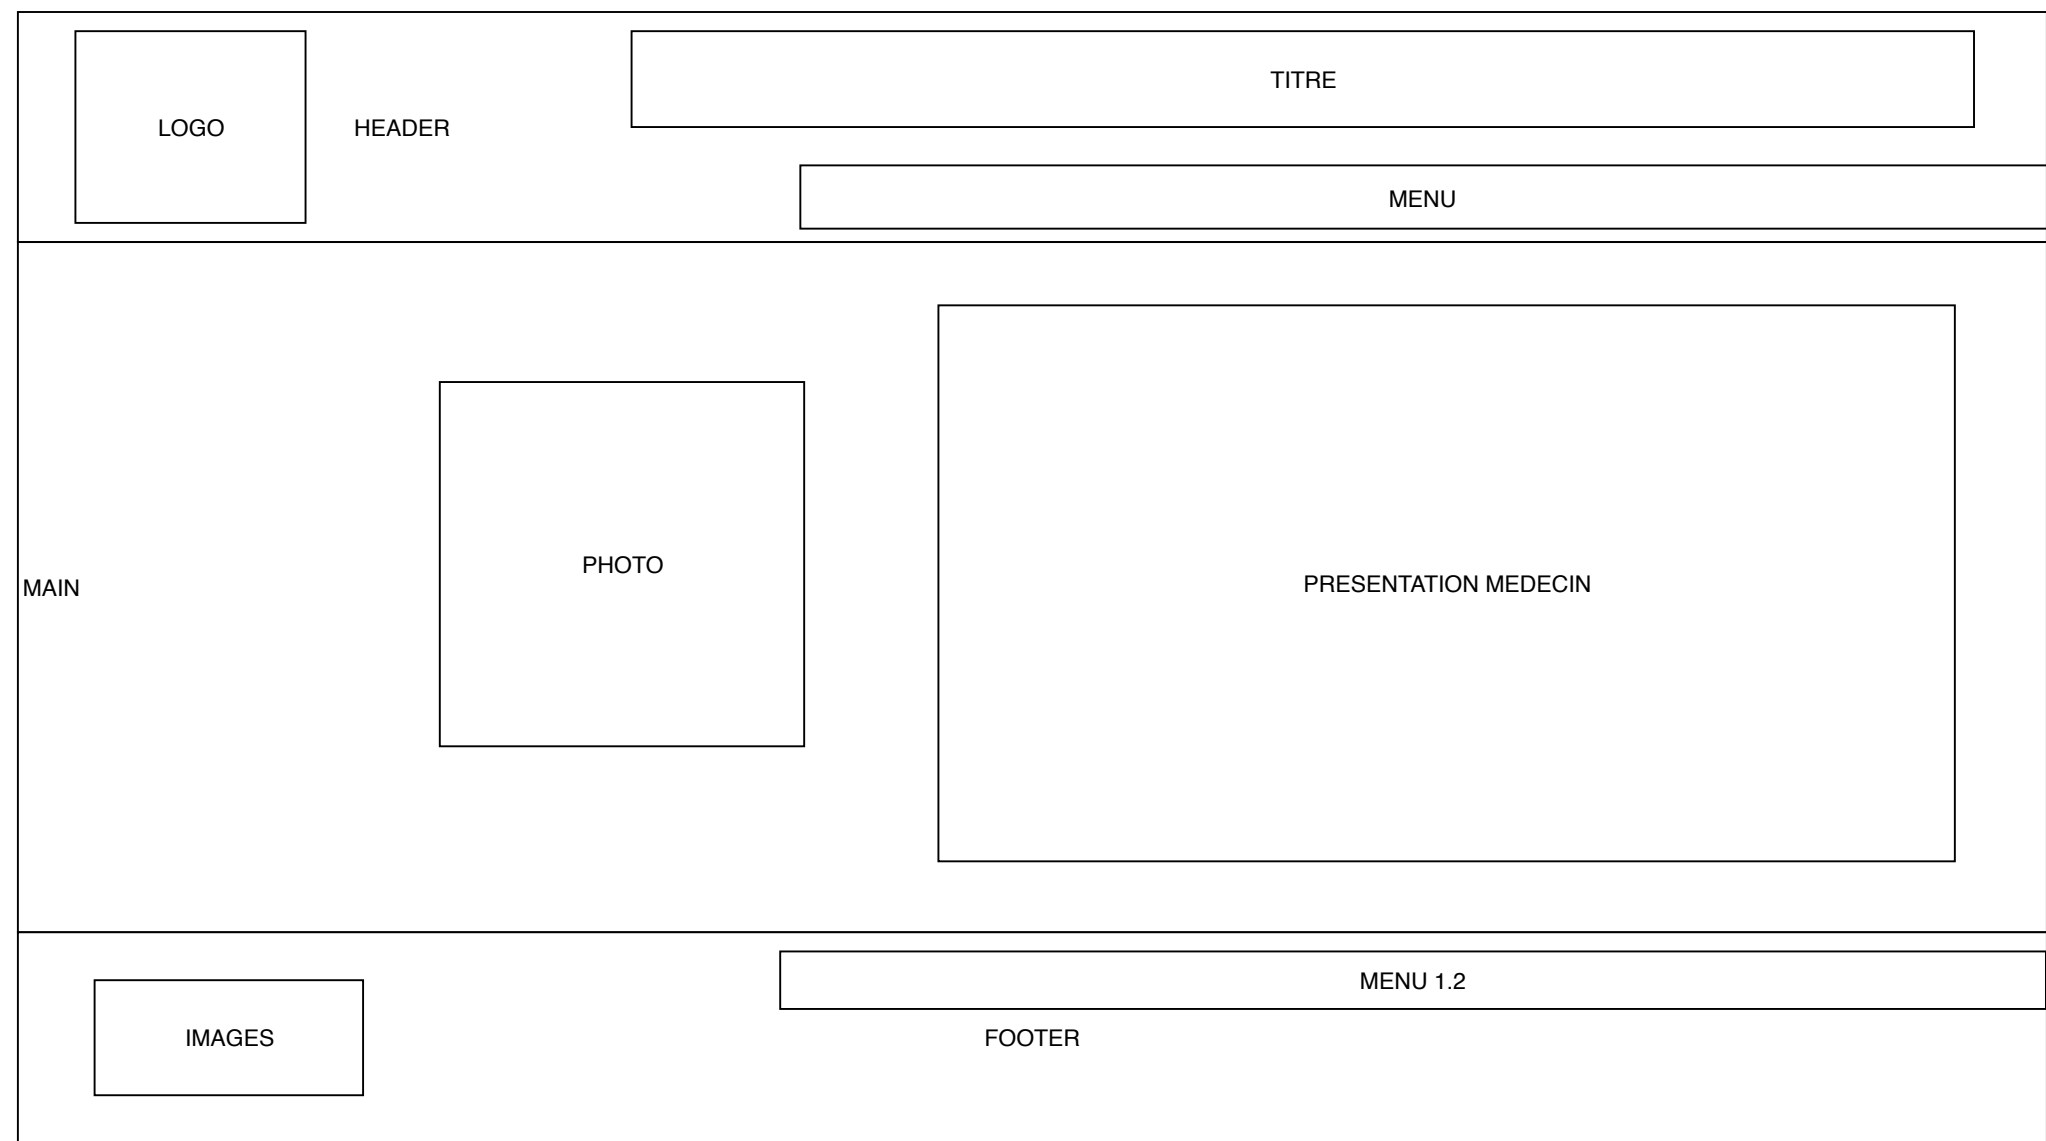 TITRE
LOGO
HEADER
MENU
PHOTO
PRESENTATION MEDECIN
MAIN
MENU 1.2
IMAGES
FOOTER